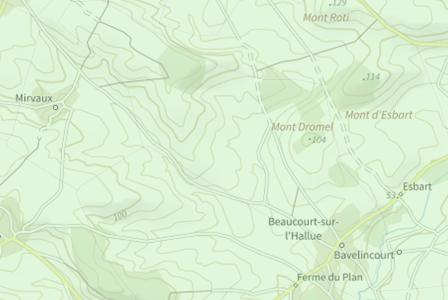 129
Mont Roti
.114
Mirvaux
Mont d'Esbart
Mont Dromel
104
Esbart
53
100
Beaucourt-sur-
l'Hallue
Bavelincourt
Ferme du Plan